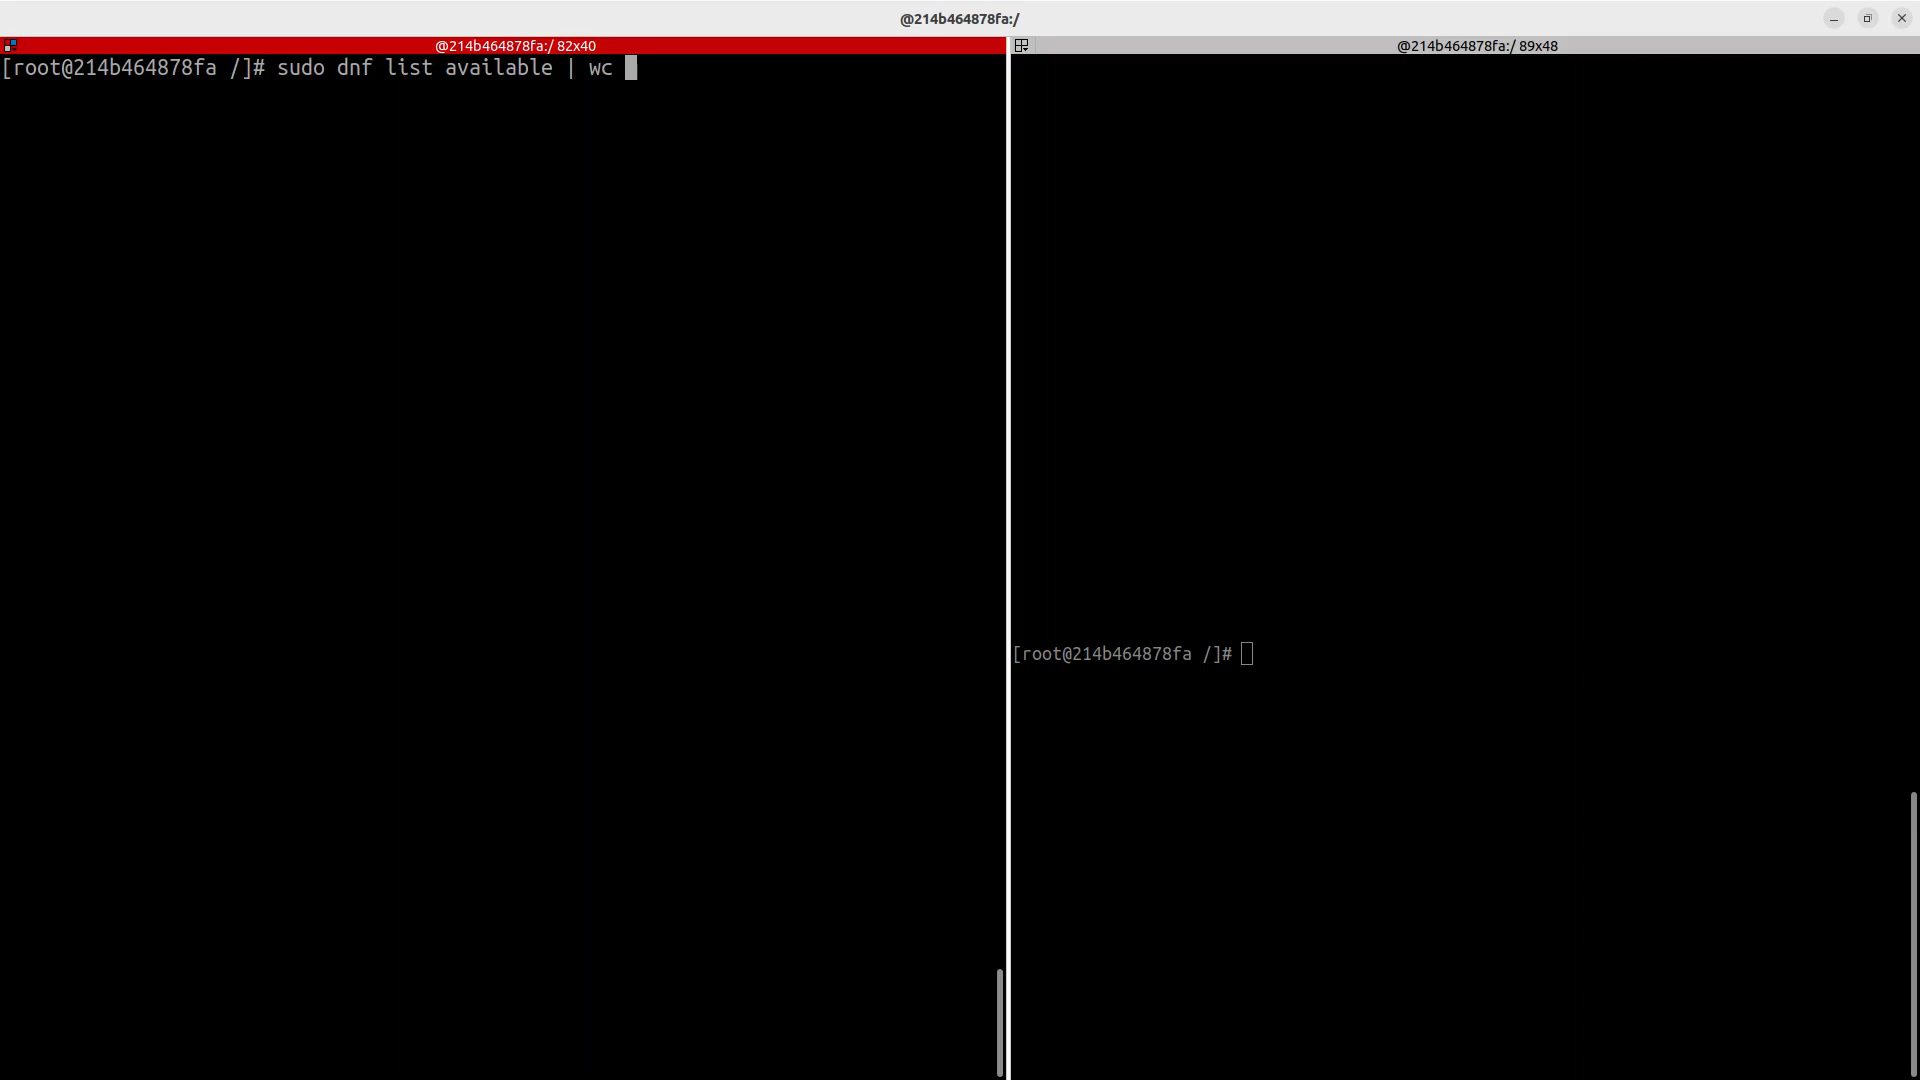 @214b464878fa:/
@214b464878fa:/ 82x40
[root@214b464878fa /]# sudo dnf list available | wc
@214b464878fa:/ 89x48
[root@214b464878fa /]#